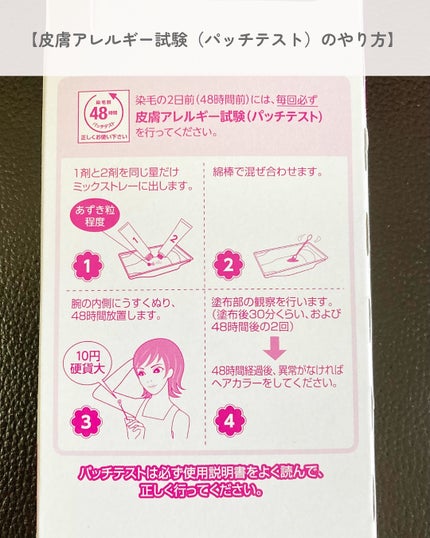 【皮膚アレルギー試験（パッチテスト）のやり方】
染毛前
48時間
パッチテスト
正しくお使い下さい
染毛の2日前（48時間前）には、毎回必ず
皮膚アレルギー試験（パッチテスト）
を行ってください。
1剤と2剤を同じ量だけ
ミックストレーに出します。
あずき粒
程度
1
2
1
綿棒で混ぜ合わせます。
2
腕の内側にうすくぬり、
48時間放置します。
10円
硬貨大
3
塗布部の観察を行います。
（塗布後30分くらい、および
48時間後の2回）
48時間経過後、異常がなければ
ヘアカラーをしてください。
4
パッチテストは必ず使用説明書をよく読んで、
正しく行ってください。